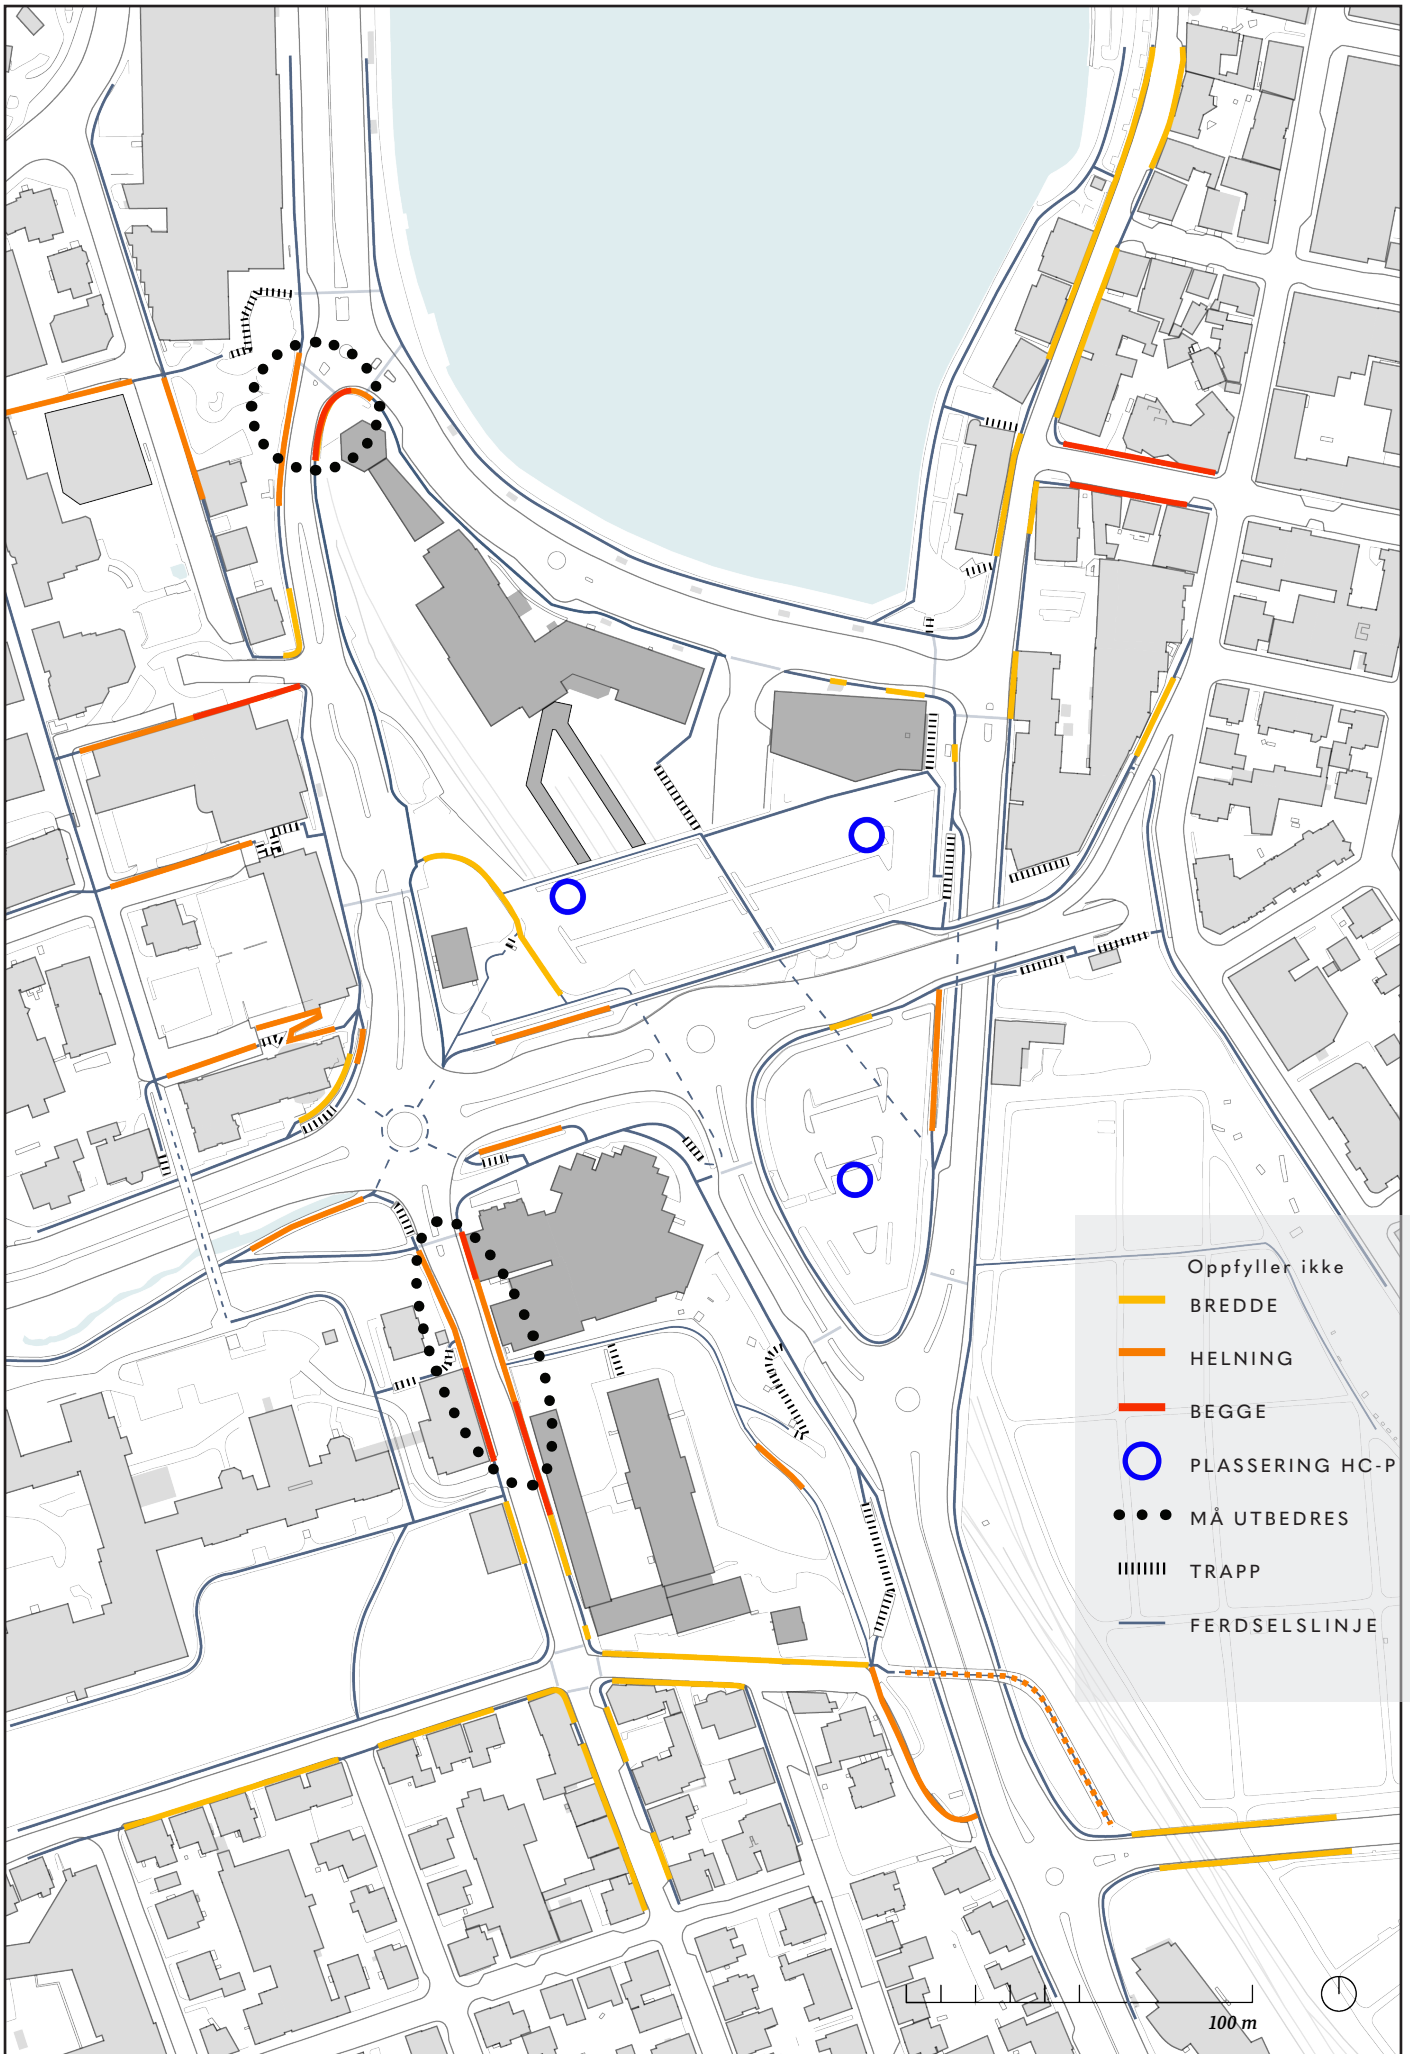 Oppfyller ikke
BREDDE
HELNING
BEGGE
PLASSERING HC-P
MÅ UTBEDRES
TRAPP
FERDSELSLINJE
100 m